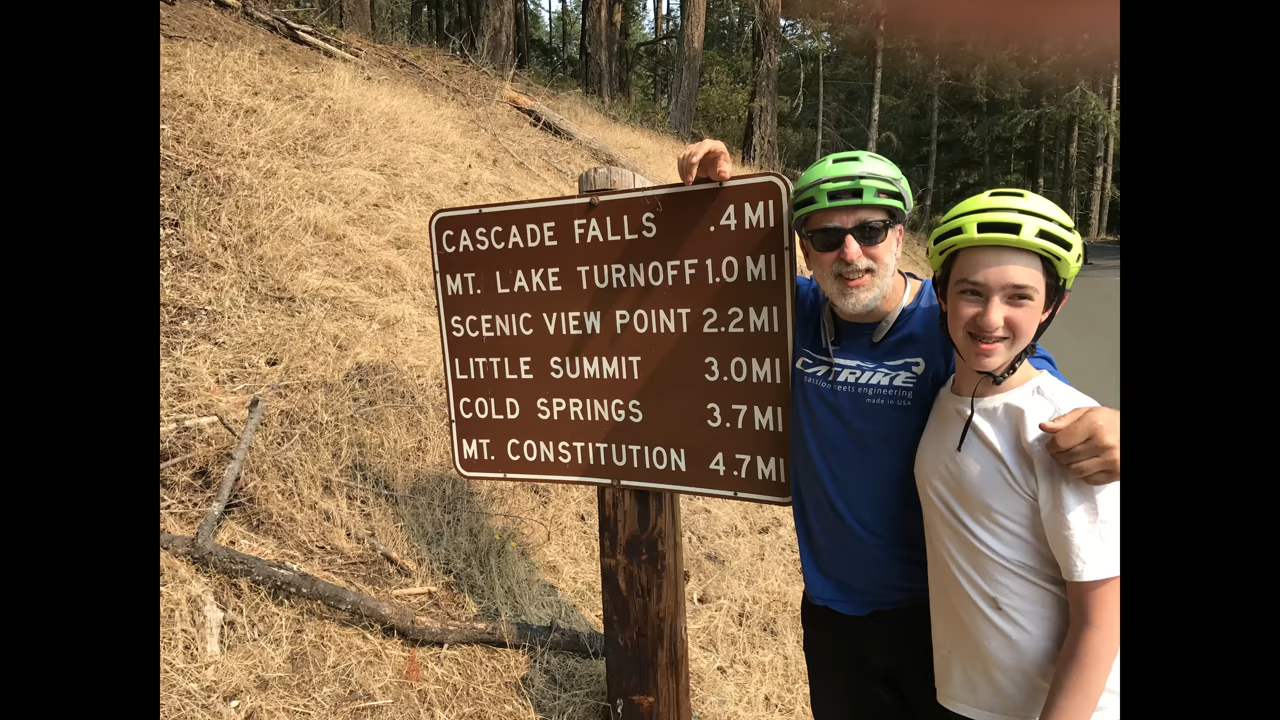 CASCADE FALLS .4 MI
MT. LAKE TURNOFF 1.0 MI
SCENIC VIEW POINT 2.2 MI
LITTLE SUMMIT 3.0 MI
COLD SPRINGS 3.7 MI
MT. CONSTITUTION 4.7 MI
CATRIKE
passion meets engineering
made in USA